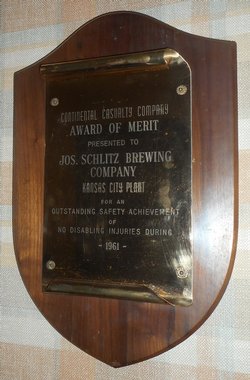 CONTINENTAL CASUALTY COMPANY
AWARD OF MERIT
PRESENTED TO
JOS. SCHLITZ BREWING
COMPANY
KANSAS CITY PLANT
FOR AN
OUTSTANDING SAFETY ACHIEVEMENT
OF
NO DISABLING INJURIES DURING
- 1961 -